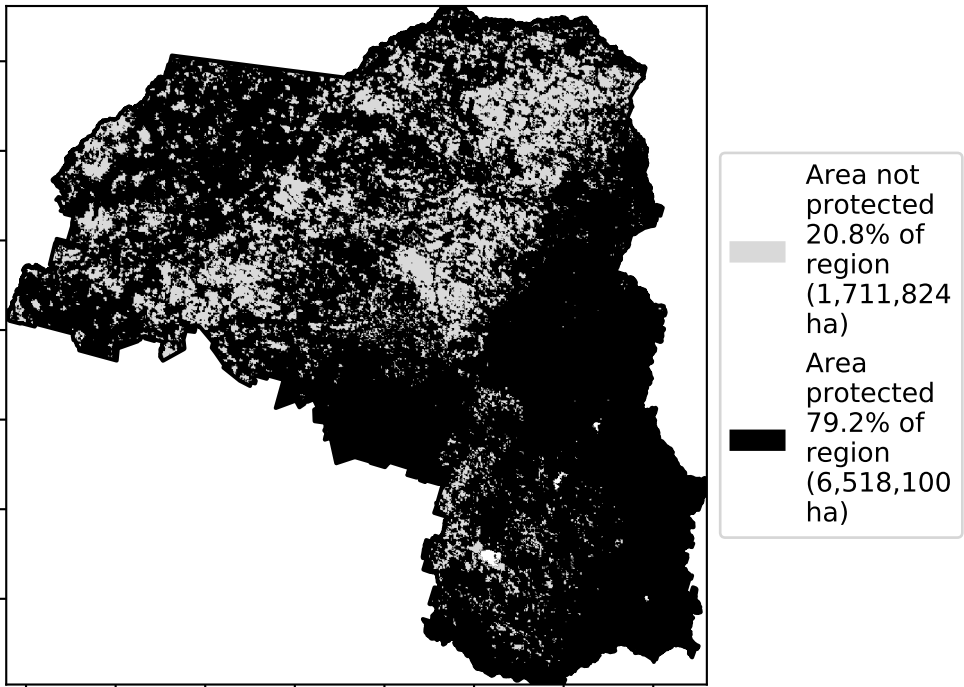 Area not
protected
20.8% of
region
(1,711,824
ha)
Area
protected
79.2% of
region
(6,518,100
ha)